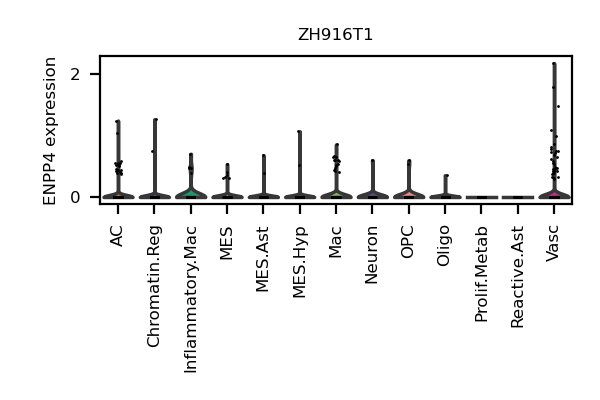 ZH916T1
ENPP4 expression
2
0
AC
Chromatin.Reg
Inflammatory.Mac
MES
MES.Ast
MES.Hyp
Mac
Neuron
OPC
Oligo
Prolif.Metab
Reactive.Ast
Vasc